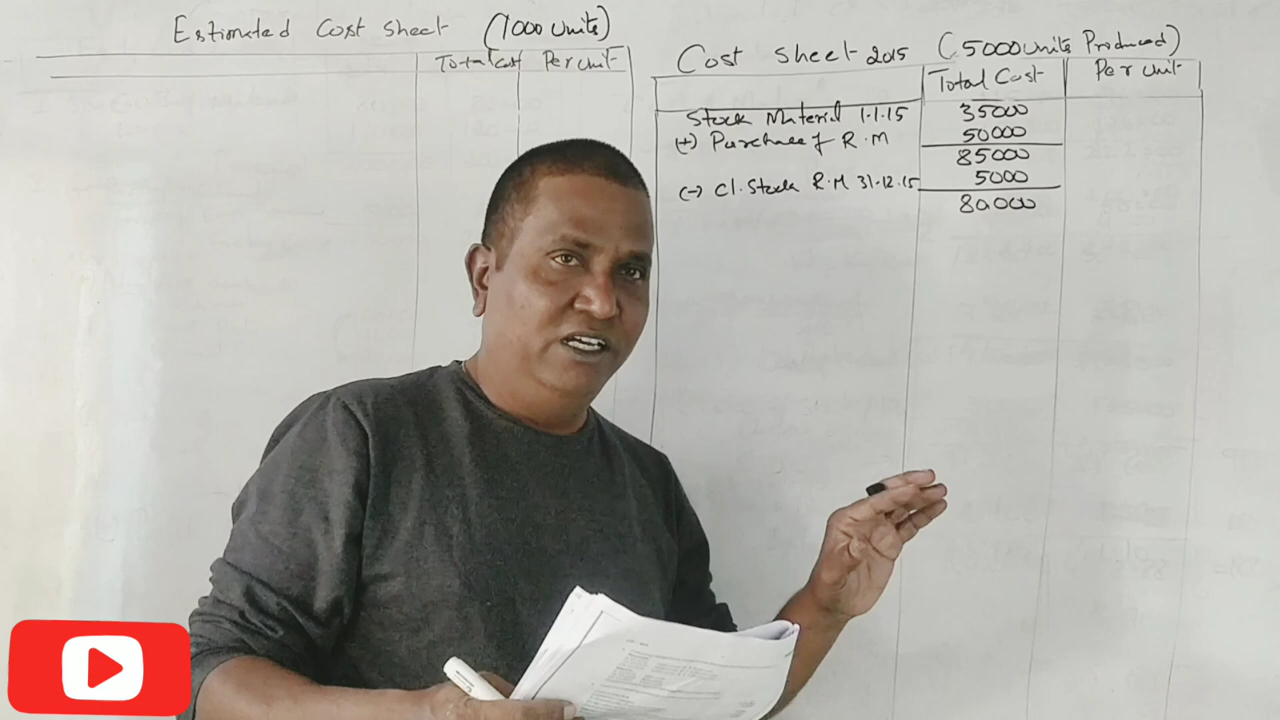 Estimated Cost Sheet (1000 Units)
Total Cost Per Unit
Cost Sheet 2015 (5000 Units Produced)
Total Cost Per Unit
Stock Material 1.1.15 35000
(+) Purchase of R.M 50000
85000
(-) Cl. Stock R.M 31.12.15 5000
80000